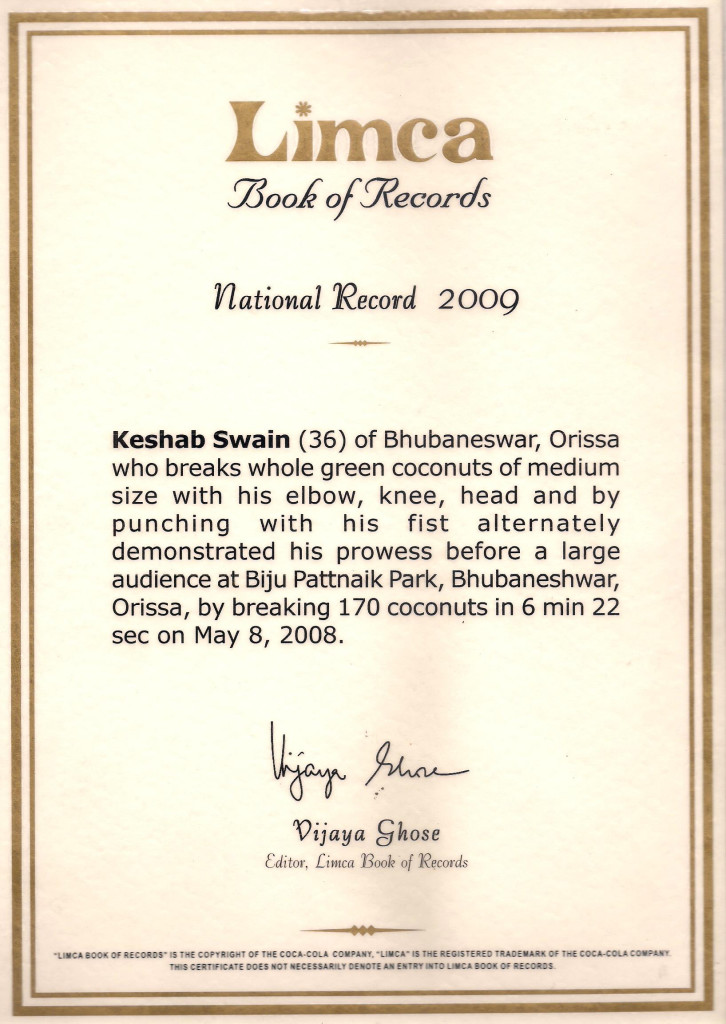 Limca
Book of Records
National Record 2009
Keshab Swain (36) of Bhubaneswar, Orissa
who breaks whole green coconuts of medium
size with his elbow, knee, head and by
punching with his fist alternately
demonstrated his prowess before a large
audience at Biju Pattnaik Park, Bhubaneshwar,
Orissa, by breaking 170 coconuts in 6 min 22
sec on May 8, 2008.
Vijaya Ghose
Vijaya Ghose
Editor, Limca Book of Records
"LIMCA BOOK OF RECORDS" IS THE COPYRIGHT OF THE COCA-COLA COMPANY, "LIMCA" IS THE REGISTERED TRADEMARK OF THE COCA-COLA COMPANY.
THIS CERTIFICATE DOES NOT NECESSARILY DENOTE AN ENTRY INTO LIMCA BOOK OF RECORDS.